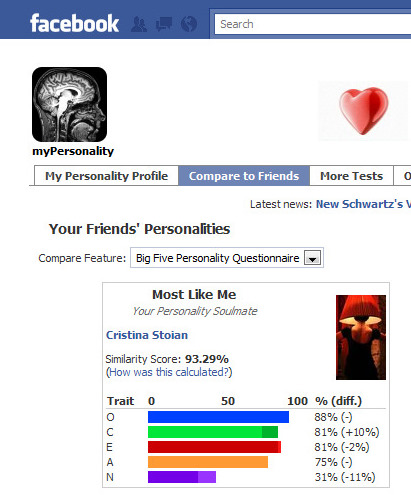 facebook
Search
myPersonality
My Personality Profile Compare to Friends More Tests O
Latest news: New Schwartz's V
Your Friends' Personalities
Compare Feature: Big Five Personality Questionnaire
Most Like Me
Your Personality Soulmate
Cristina Stoian
Similarity Score: 93.29%
(How was this calculated?)
Trait 0 50 100 % (diff.)
O 88% (-)
C 81% (+10%)
E 81% (-2%)
A 75% (-)
N 31% (-11%)